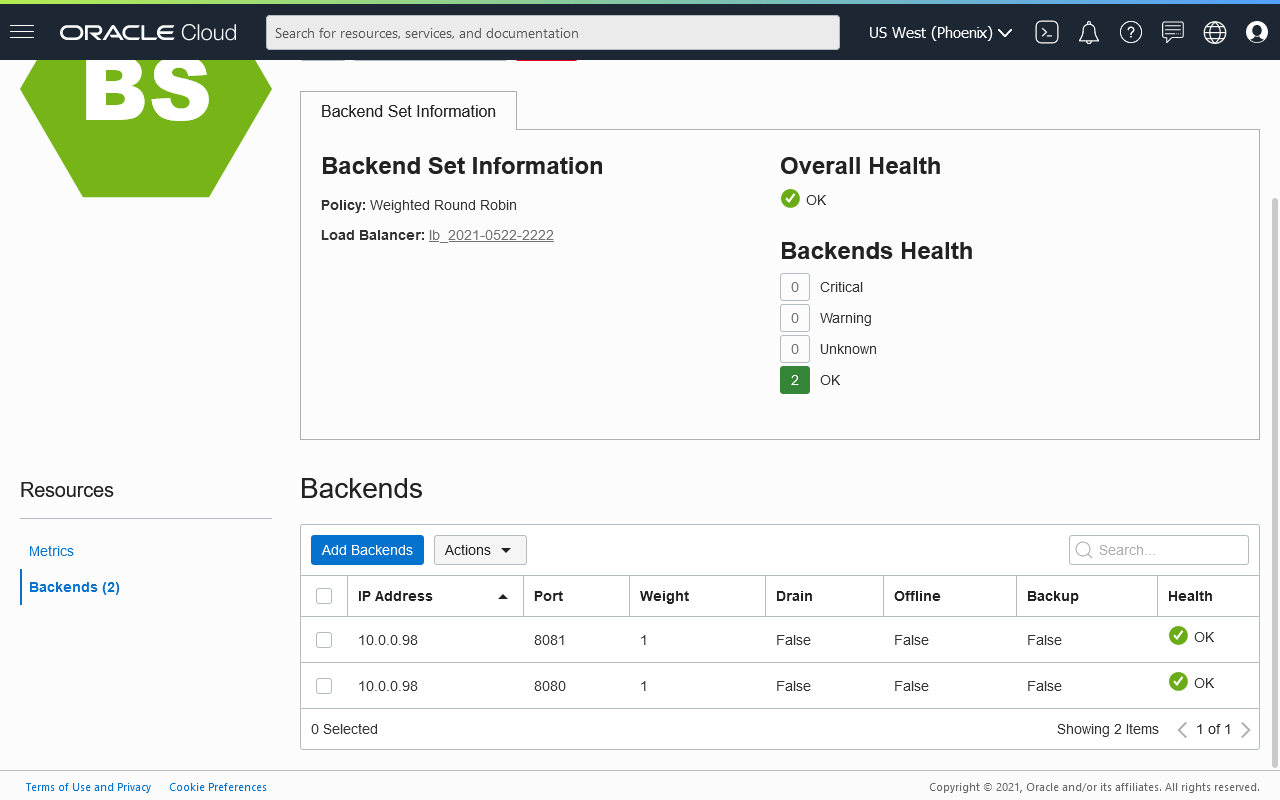 ORACLE Cloud
Search for resources, services, and documentation
US West (Phoenix)
BS
Backend Set Information
Backend Set Information
Policy: Weighted Round Robin
Load Balancer: lb_2021-0522-2222
Overall Health
OK
Backends Health
0 Critical
0 Warning
0 Unknown
2 OK
Resources
Metrics
Backends (2)
Backends
Add Backends Actions Search...
IP Address Port Weight Drain Offline Backup Health
10.0.0.98 8081 1 False False False OK
10.0.0.98 8080 1 False False False OK
0 Selected Showing 2 Items 1 of 1
Terms of Use and Privacy Cookie Preferences Copyright © 2021, Oracle and/or its affiliates. All rights reserved.